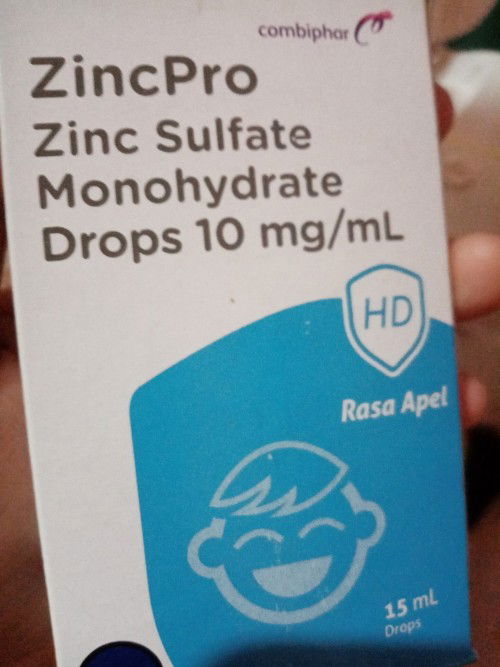 combiphar
ZincPro
Zinc Sulfate
Monohydrate
Drops 10 mg/mL
HD
Rasa Apel
15 mL
Drops